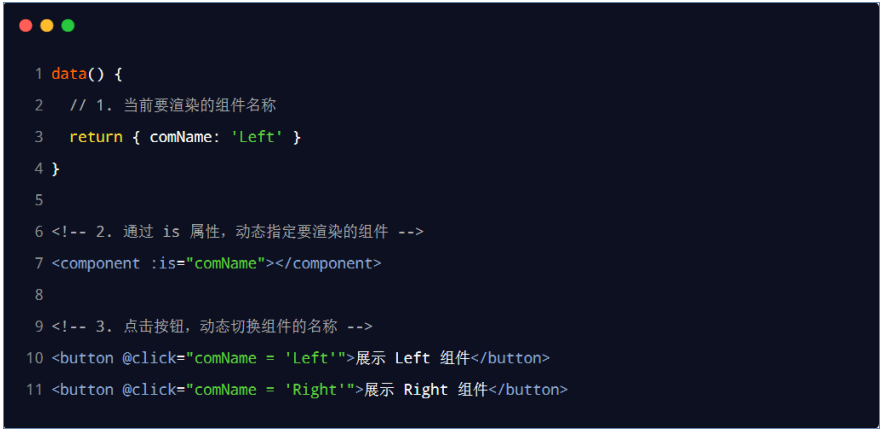 1 data() {
2 // 1. 当前要渲染的组件名称
3 return { comName: 'Left' }
4 }
5
6 <!-- 2. 通过 is 属性，动态指定要渲染的组件 -->
7 <component :is="comName"></component>
8
9 <!-- 3. 点击按钮，动态切换组件的名称 -->
10 <button @click="comName = 'Left'">展示 Left 组件</button>
11 <button @click="comName = 'Right'">展示 Right 组件</button>